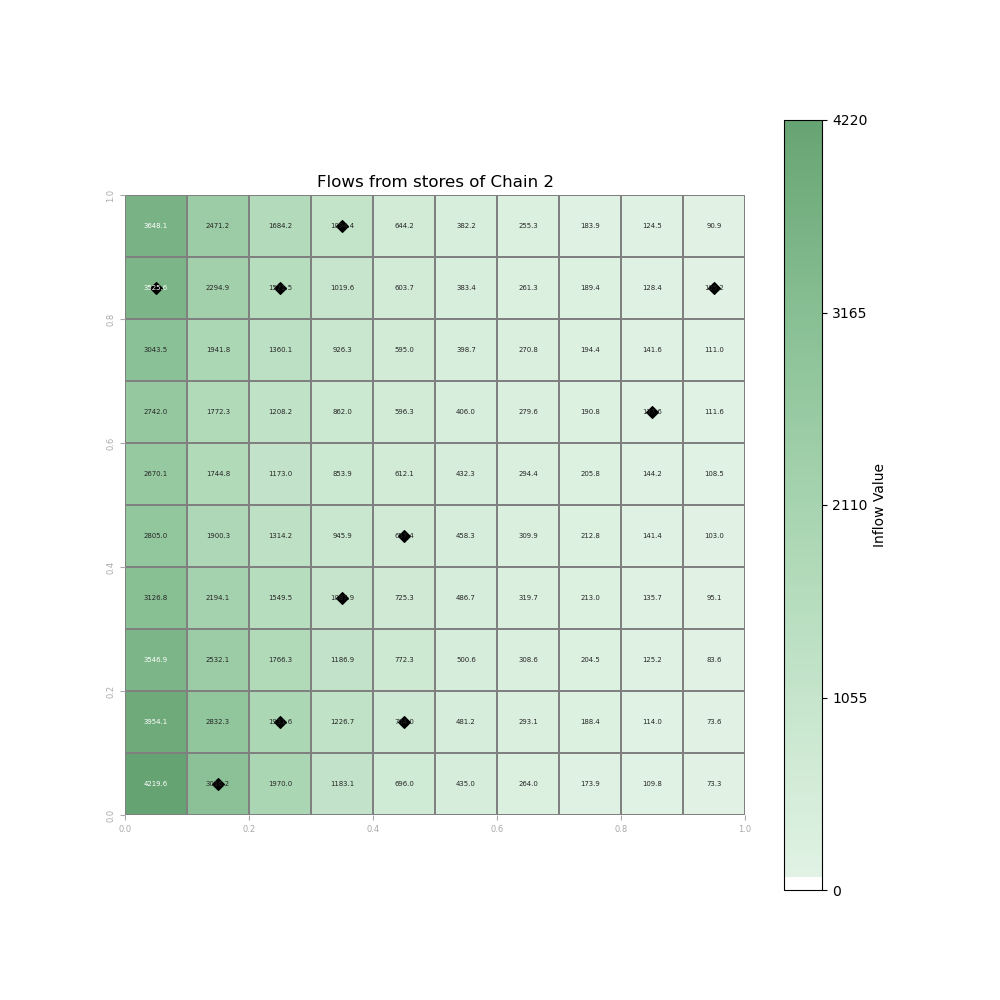 Flows from stores of Chain 2
4220
3165
2110
1055
0
Inflow Value
1.0
0.8
0.6
0.4
0.2
0.0
3648.1 2471.2 1684.2 644.2 382.2 255.3 183.9 124.5 90.9
2294.9 1019.6 603.7 383.4 261.3 189.4 128.4
3043.5 1941.8 1360.1 926.3 595.0 398.7 270.8 194.4 141.6 111.0
2742.0 1772.3 1208.2 862.0 596.3 406.0 279.6 190.8 111.6
2670.1 1744.8 1173.0 853.9 612.1 432.3 294.4 205.8 144.2 108.5
2805.0 1900.3 1314.2 945.9 458.3 309.9 212.8 141.4 103.0
3126.8 2194.1 1549.5 725.3 486.7 319.7 213.0 135.7 95.1
3546.9 2532.1 1766.3 1186.9 772.3 500.6 308.6 204.5 125.2 83.6
3954.1 2832.3 1226.7 481.2 293.1 188.4 114.0 73.6
4219.6 1970.0 1183.1 696.0 435.0 264.0 173.9 109.8 73.3
0.0 0.2 0.4 0.6 0.8 1.0